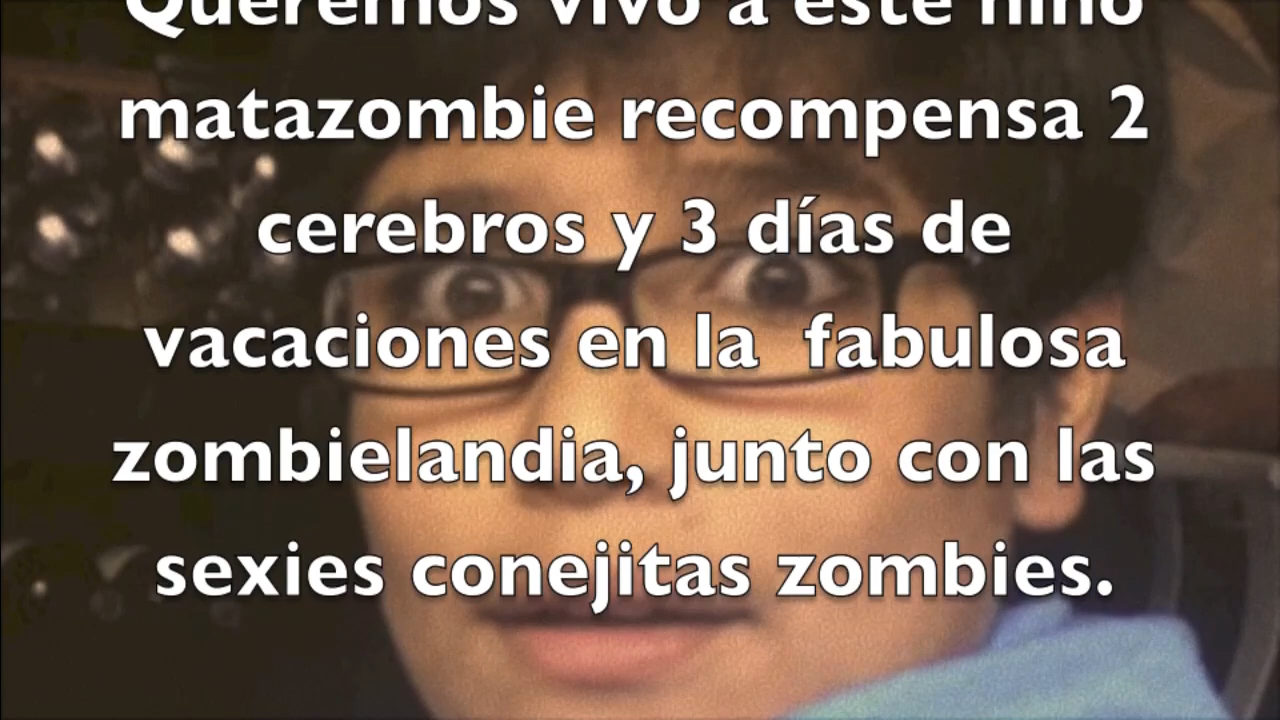 Queremos vivo a este niño
matazombie recompensa 2
cerebros y 3 días de
vacaciones en la fabulosa
zombielandia, junto con las
sexies conejitas zombies.